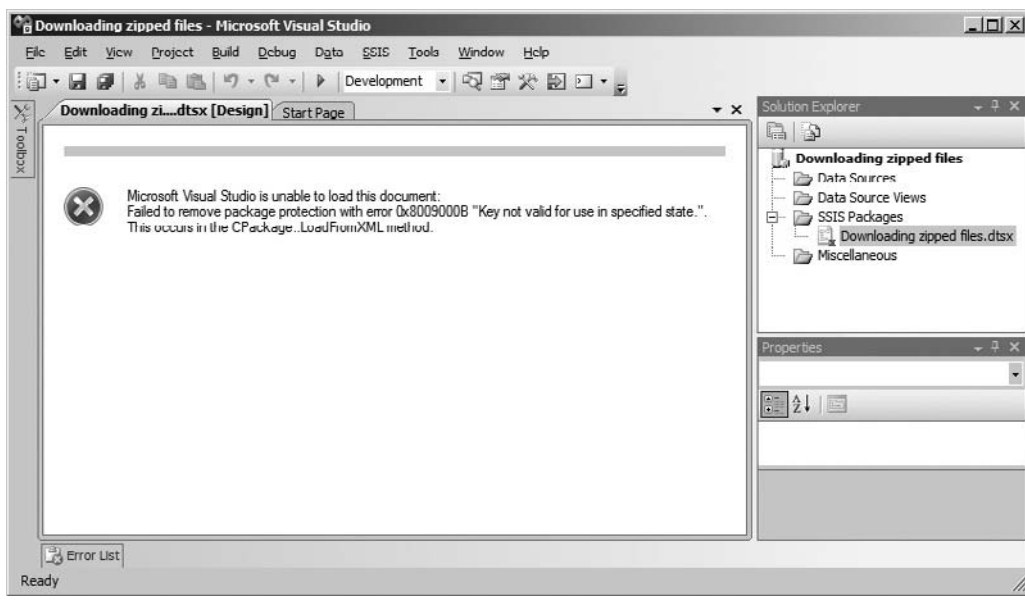 Downloading zipped files - Microsoft Visual Studio
File Edit View Project Build Debug Data SSIS Tools Window Help
Development
Toolbox
Downloading zi....dtsx [Design] Start Page
Microsoft Visual Studio is unable to load this document:
Failed to remove package protection with error 0x8009000B "Key not valid for use in specified state.".
This occurs in the CPackage::LoadFromXML method.
Solution Explorer
Downloading zipped files
Data Sources
Data Source Views
SSIS Packages
Downloading zipped files.dtsx
Miscellaneous
Properties
Error List
Ready